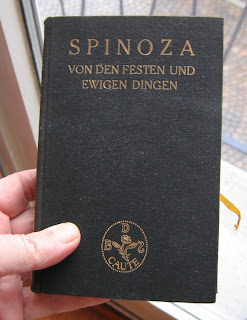 SPINOZA
VON DEN FESTEN UND
EWIGEN DINGEN
D
B S
CAUTE